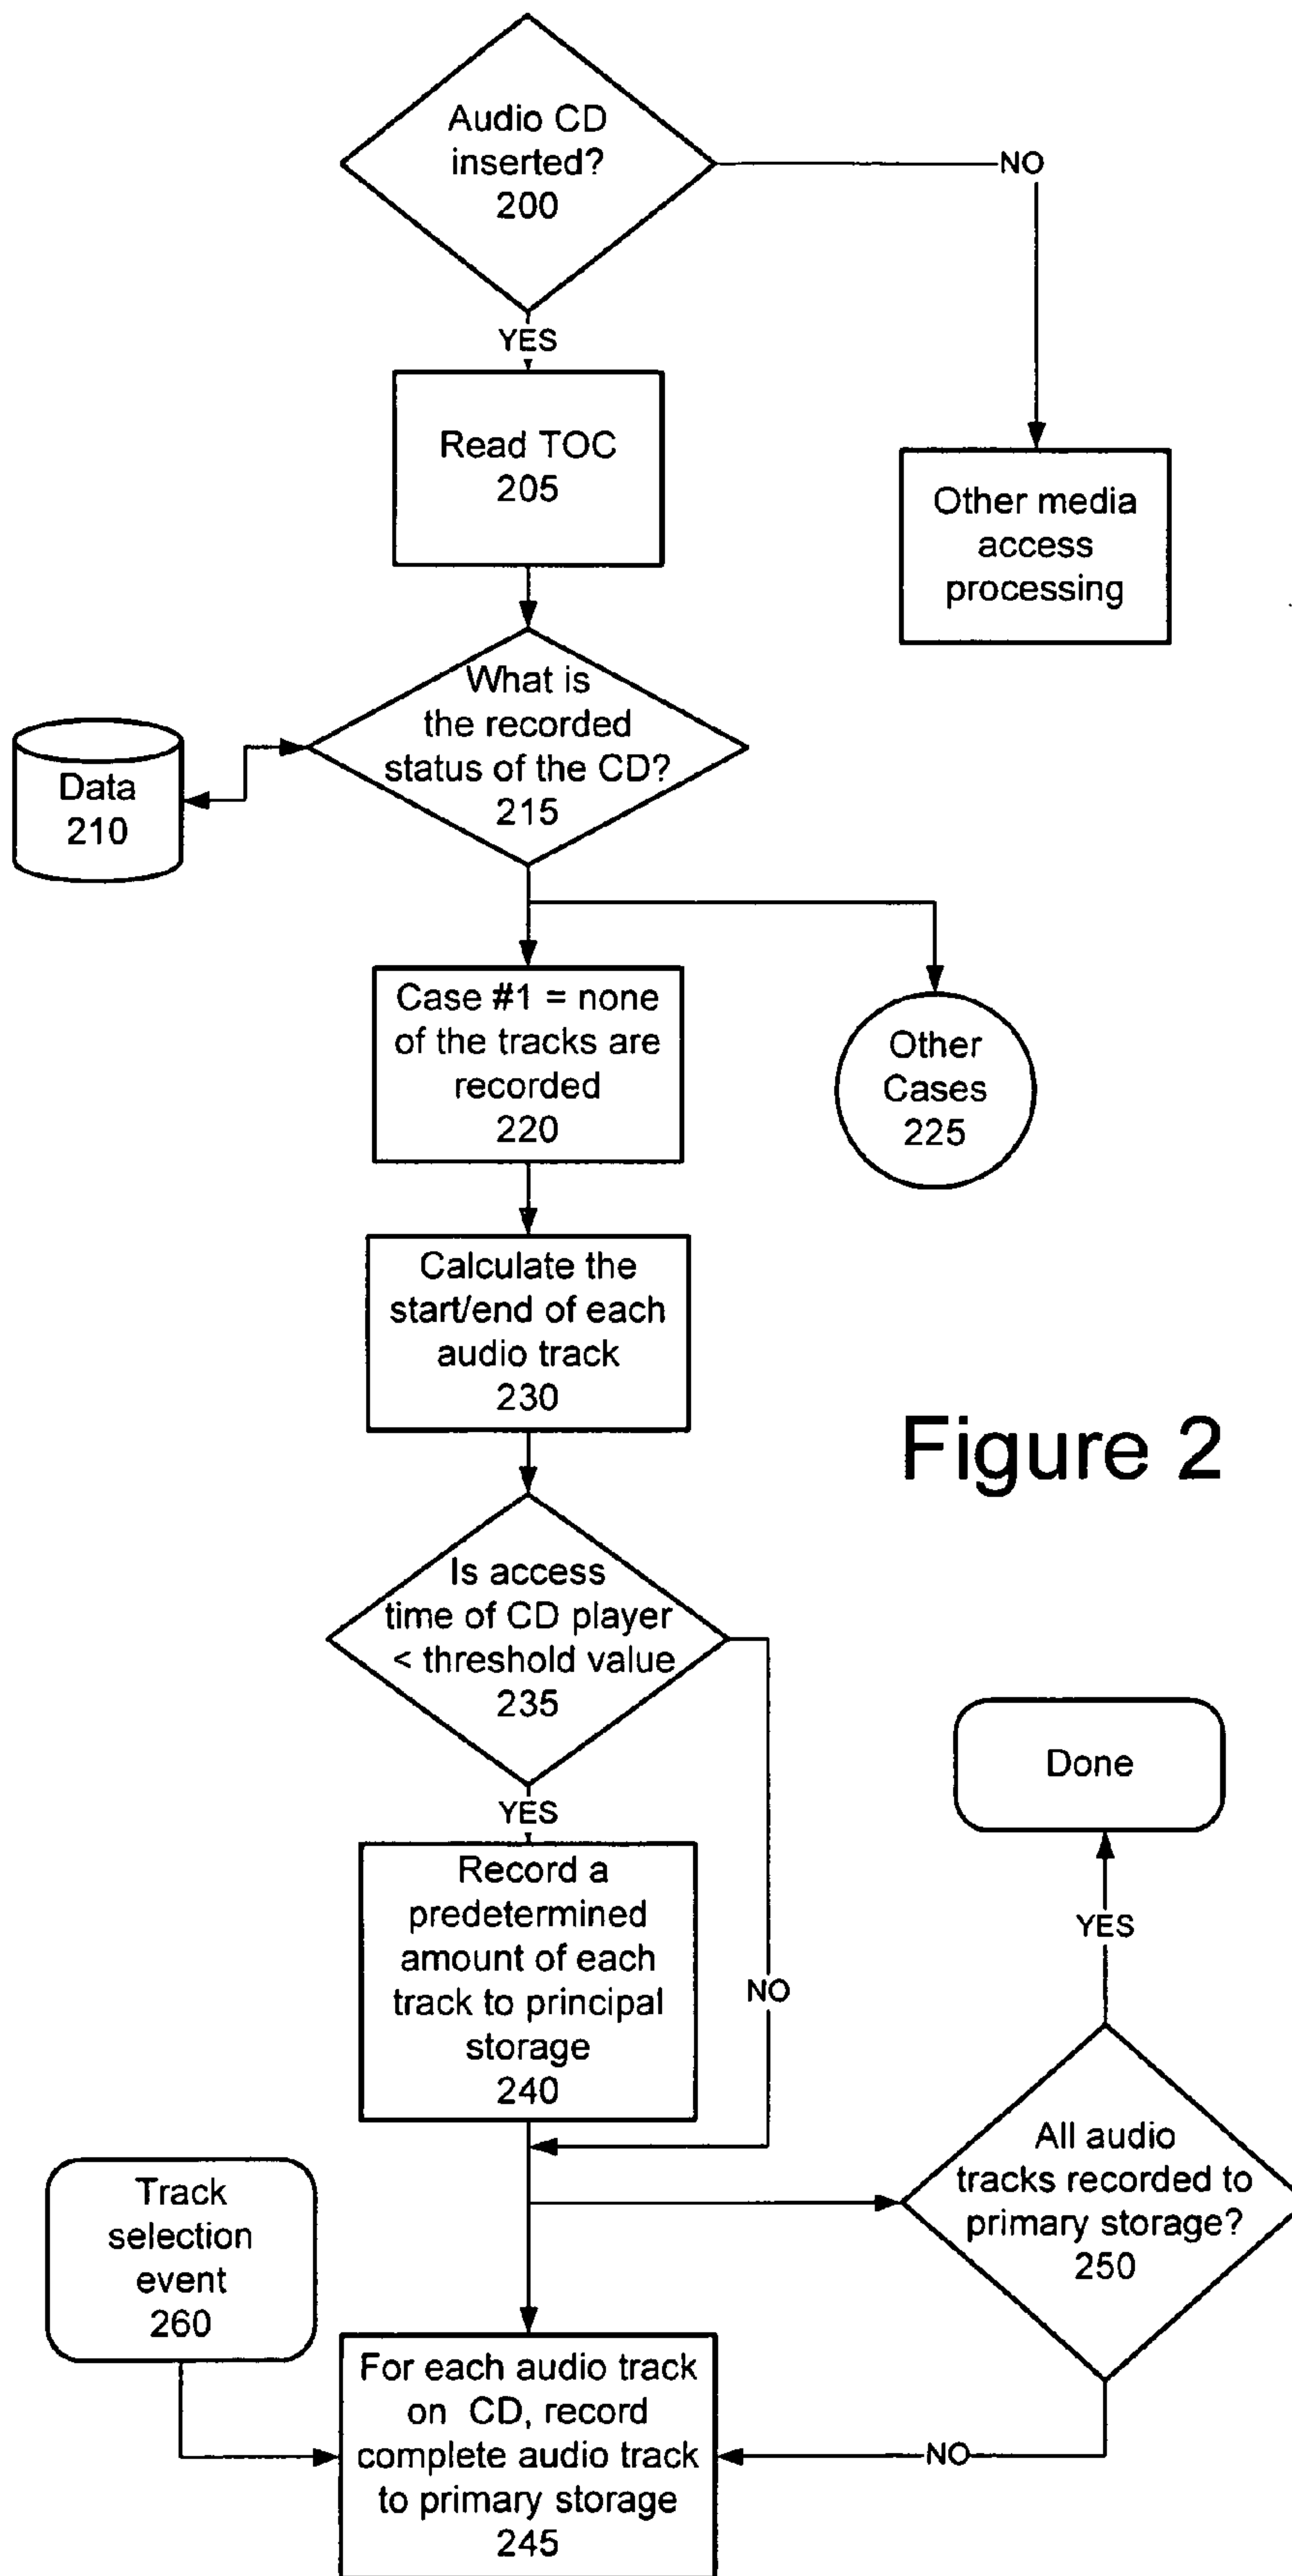 Audio CD
inserted?
200
NO
YES
Read TOC
205
Other media
access
processing
What is
the recorded
status of the CD?
215
Data
210
Case #1 = none
of the tracks are
recorded
220
Other
Cases
225
Calculate the
start/end of each
audio track
230
Figure 2
Is access
time of CD player
< threshold value
235
YES
NO
Record a
predetermined
amount of each
track to principal
storage
240
Done
YES
All audio
tracks recorded to
primary storage?
250
NO
Track
selection
event
260
For each audio track
on CD, record
complete audio track
to primary storage
245